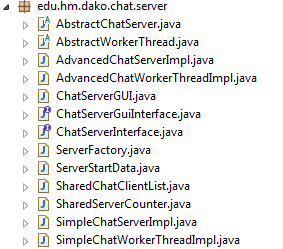 edu.hm.dako.chat.server
AbstractChatServer.java
AbstractWorkerThread.java
AdvancedChatServerImpl.java
AdvancedChatWorkerThreadImpl.java
ChatServerGUI.java
ChatServerGuiInterface.java
ChatServerInterface.java
ServerFactory.java
ServerStartData.java
SharedChatClientList.java
SharedServerCounter.java
SimpleChatServerImpl.java
SimpleChatWorkerThreadImpl.java